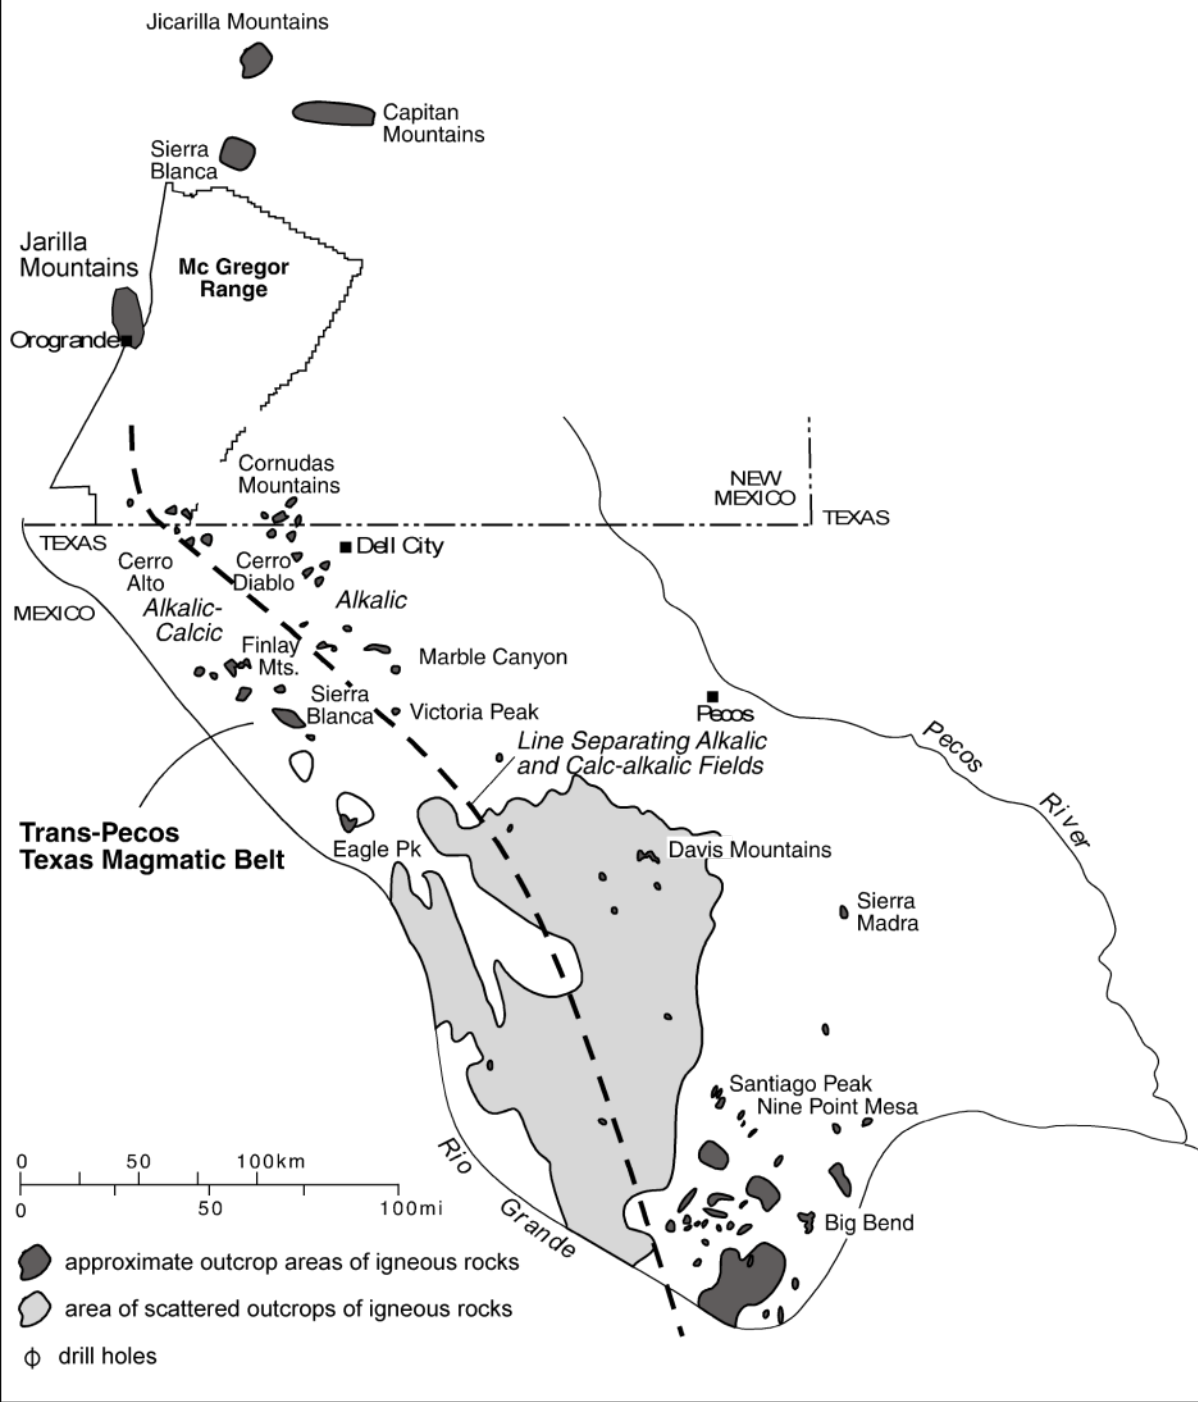 Jicarilla Mountains
Capitan
Mountains
Sierra
Blanca
Jarilla
Mountains
Mc Gregor
Range
Orogrande
Cornudas
Mountains
NEW
MEXICO
TEXAS
TEXAS
Dell City
Cerro
Alto
Cerro
Diablo
MEXICO
Alkalic-
Calcic
Alkalic
Finlay
Mts.
Marble Canyon
Sierra
Blanca
Victoria Peak
Pecos
Line Separating Alkalic
and Calc-alkalic Fields
Pecos
River
Trans-Pecos
Texas Magmatic Belt
Eagle Pk
Davis Mountains
Sierra
Madra
Santiago Peak
Nine Point Mesa
Rio
Grande
Big Bend
0 50 100km
0 50 100mi
approximate outcrop areas of igneous rocks
area of scattered outcrops of igneous rocks
drill holes